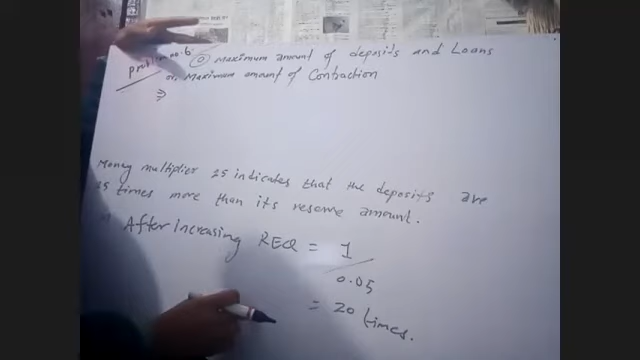 Problem no. 6 (a) Maximum amount of deposits and Loans
or, Maximum amount of Contraction
⇒
Money multiplier 25 indicates that the deposits are
25 times more than its reserve amount.
After increasing RER = 1
0.05
= 20 times.